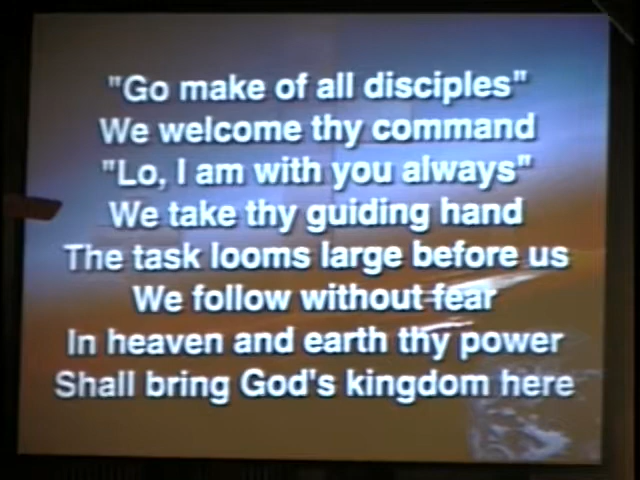 "Go make of all disciples"
We welcome thy command
"Lo, I am with you always"
We take thy guiding hand
The task looms large before us
We follow without fear
In heaven and earth thy power
Shall bring God's kingdom here